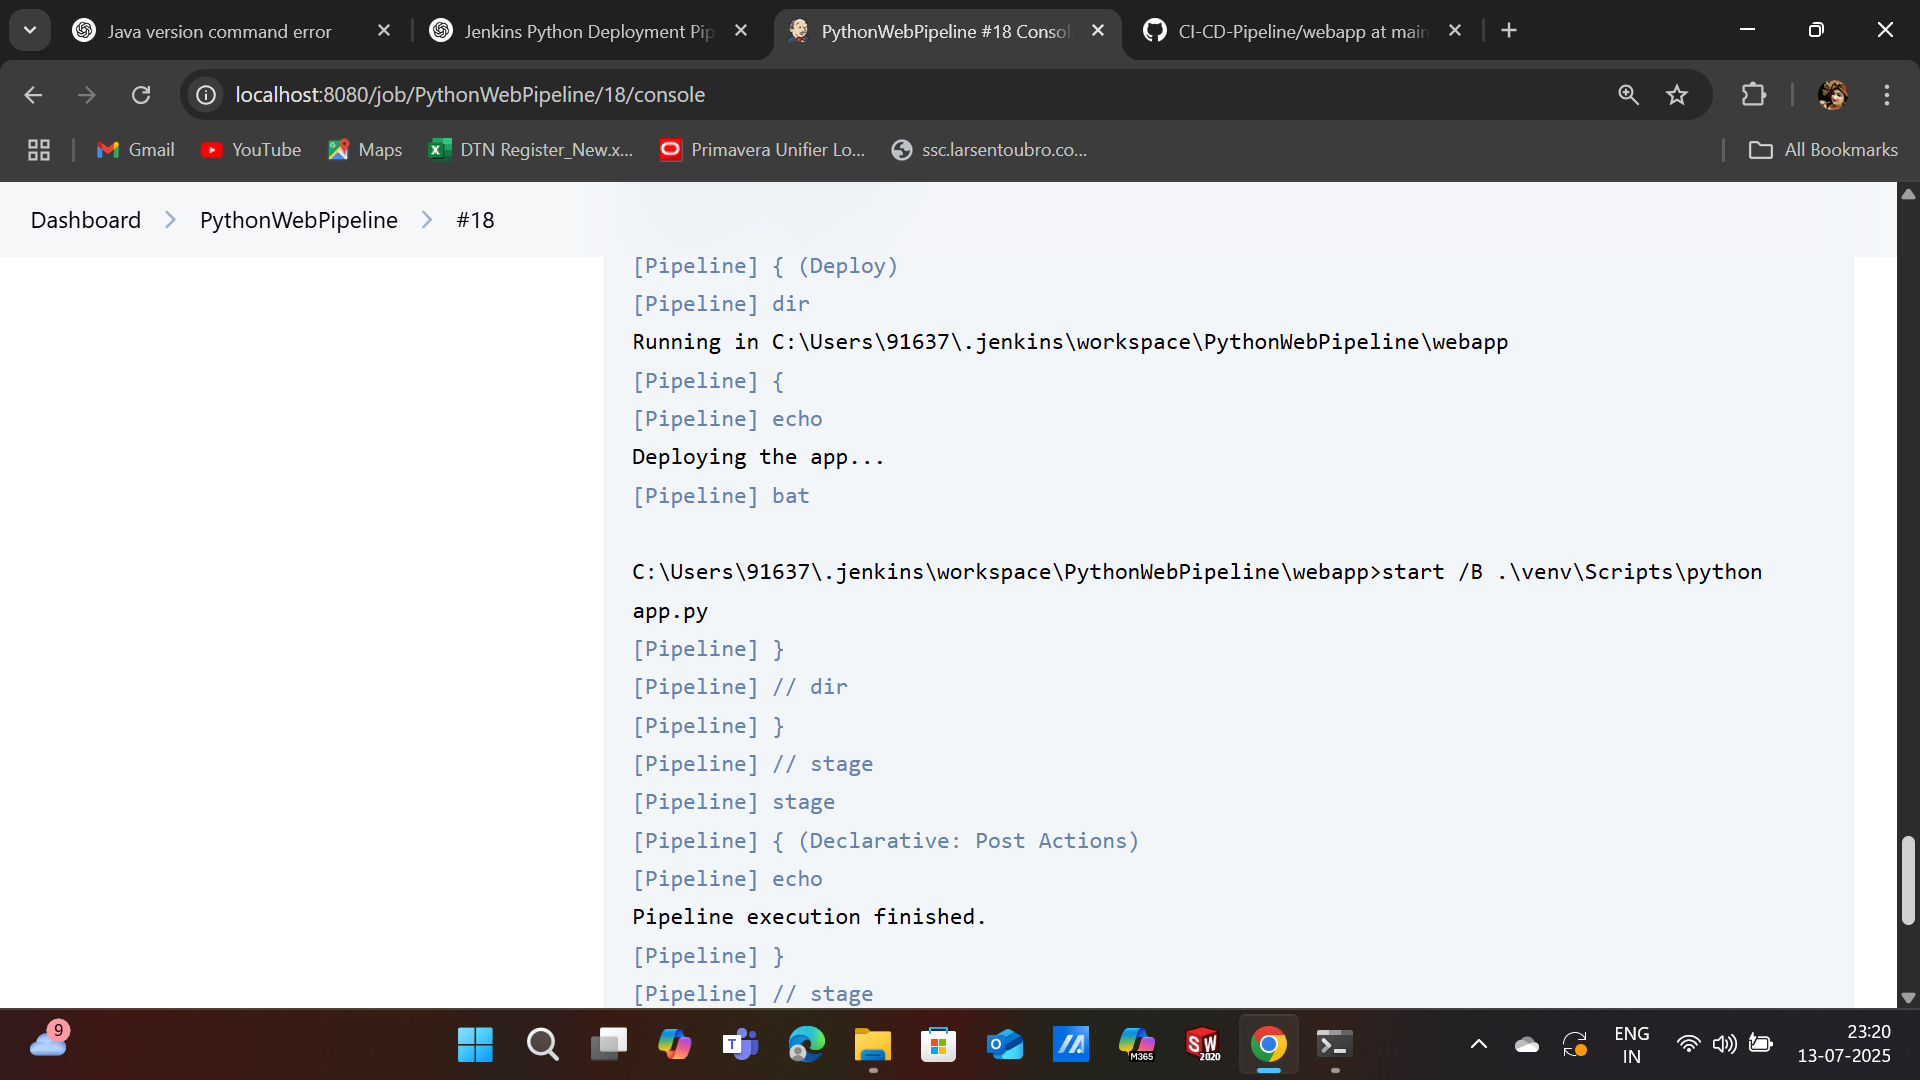 Java version command error
Jenkins Python Deployment Pip
PythonWebPipeline #18 Consol
CI-CD-Pipeline/webapp at main
localhost:8080/job/PythonWebPipeline/18/console
Gmail
YouTube
Maps
DTN Register_New.x...
Primavera Unifier Lo...
ssc.larsentoubro.co...
All Bookmarks
Dashboard
PythonWebPipeline
#18
[Pipeline] { (Deploy)
[Pipeline] dir
Running in C:\Users\91637\.jenkins\workspace\PythonWebPipeline\webapp
[Pipeline] {
[Pipeline] echo
Deploying the app...
[Pipeline] bat
C:\Users\91637\.jenkins\workspace\PythonWebPipeline\webapp>start /B .\venv\Scripts\python
app.py
[Pipeline] }
[Pipeline] // dir
[Pipeline] }
[Pipeline] // stage
[Pipeline] stage
[Pipeline] { (Declarative: Post Actions)
[Pipeline] echo
Pipeline execution finished.
[Pipeline] }
[Pipeline] // stage
9
M365
SW
2020
ENG
IN
23:20
13-07-2025